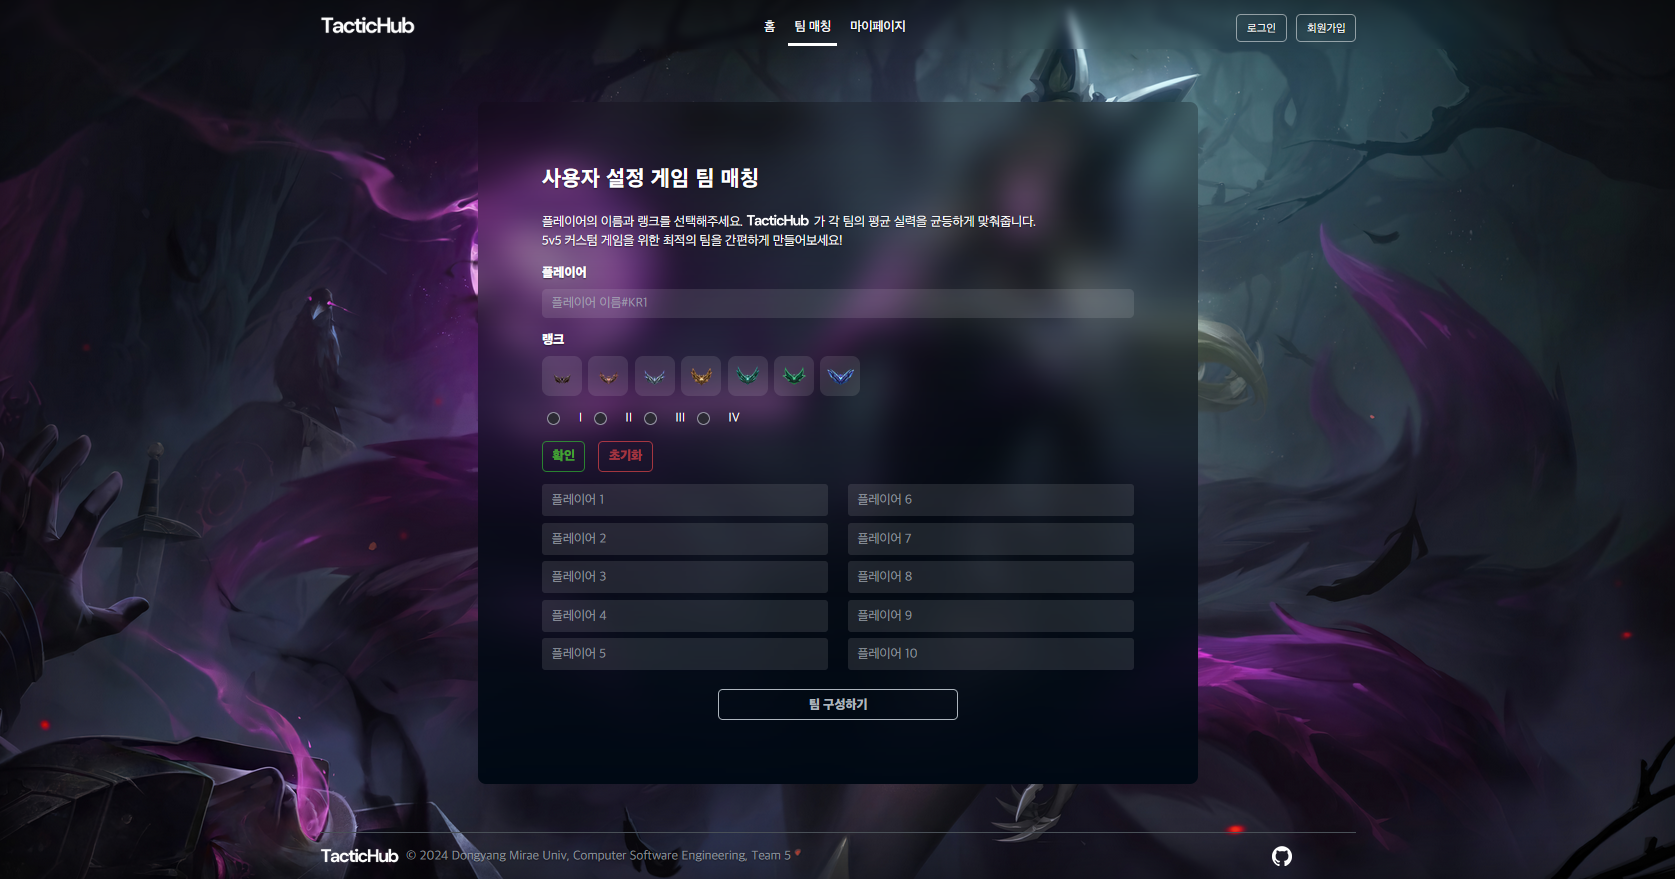 TacticHub
홈 팀 매칭 마이페이지
로그인 회원가입
사용자 설정 게임 팀 매칭
플레이어의 이름과 랭크를 선택해주세요. TacticHub 가 각 팀의 평균 실력을 균등하게 맞춰줍니다.
5v5 커스텀 게임을 위한 최적의 팀을 간편하게 만들어보세요!
플레이어
플레이어 이름#KR1
랭크
I II III IV
확인 초기화
플레이어 1 플레이어 6
플레이어 2 플레이어 7
플레이어 3 플레이어 8
플레이어 4 플레이어 9
플레이어 5 플레이어 10
팀 구성하기
TacticHub © 2024 Dongyang Mirae Univ, Computer Software Engineering, Team 5